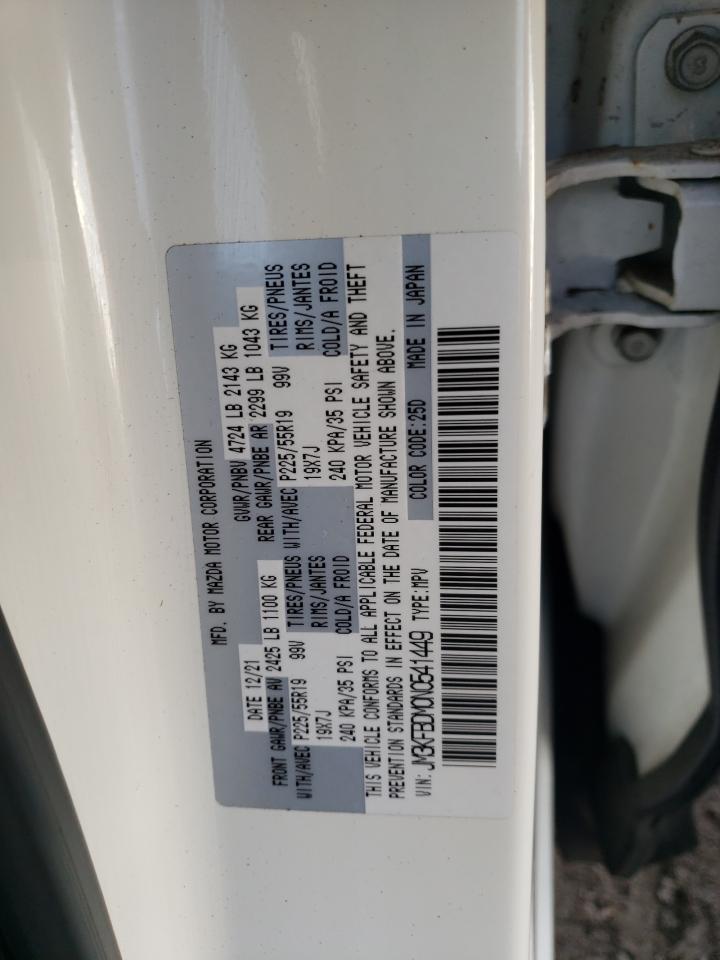 MFD. BY MAZDA MOTOR CORPORATION
DATE 12/21 GVWR/PNBV 4724 LB 2143 KG
FRONT GAWR/PNBE AV 2425 LB 1100 KG REAR GAWR/PNBE AR 2299 LB 1043 KG
WITH/AVEC P225/55R19 99V TIRES/PNEUS WITH/AVEC P225/55R19 99V TIRES/PNEUS
19X7J RIMS/JANTES 19X7J RIMS/JANTES
240 KPA/35 PSI COLD/A FROID 240 KPA/35 PSI COLD/A FROID
THIS VEHICLE CONFORMS TO ALL APPLICABLE FEDERAL MOTOR VEHICLE SAFETY AND THEFT
PREVENTION STANDARDS IN EFFECT ON THE DATE OF MANUFACTURE SHOWN ABOVE.
VIN: JM3KFBDM0N0541449 TYPE:MPV COLOR CODE:25D MADE IN JAPAN